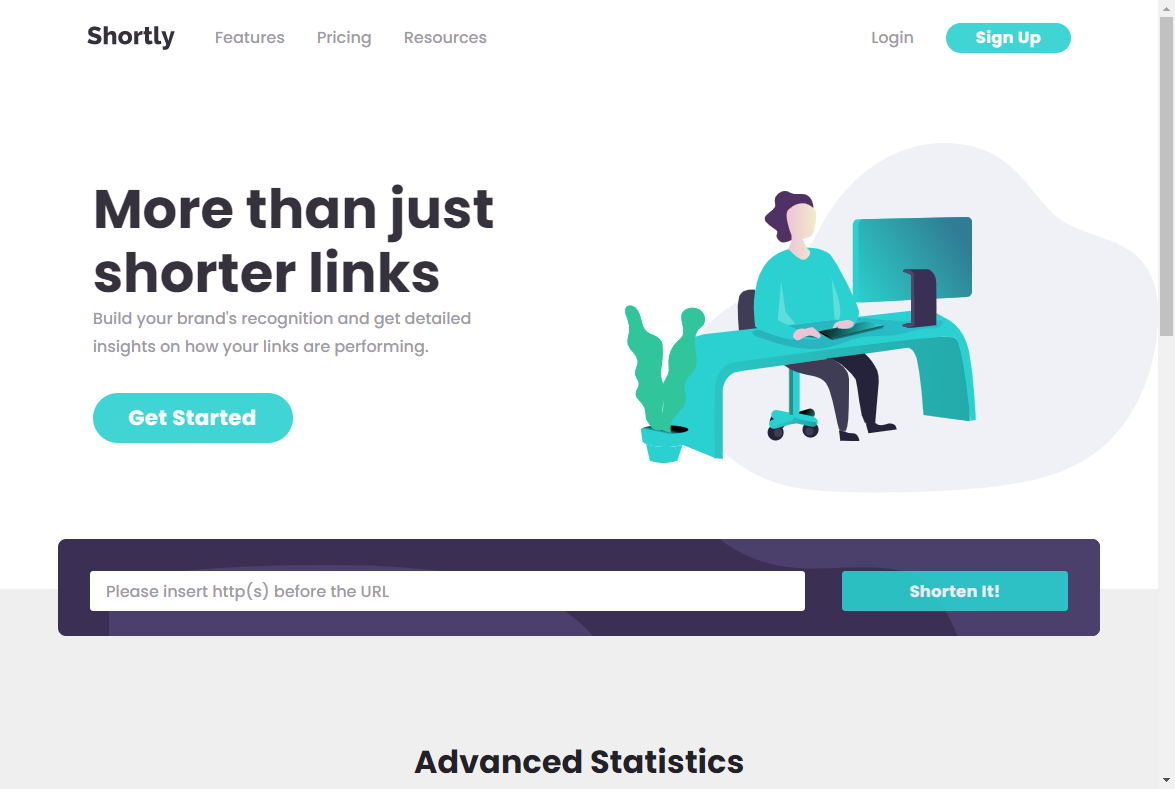 Shortly Features Pricing Resources Login Sign Up
More than just
shorter links
Build your brand's recognition and get detailed
insights on how your links are performing.
Get Started
Please insert http(s) before the URL Shorten It!
Advanced Statistics